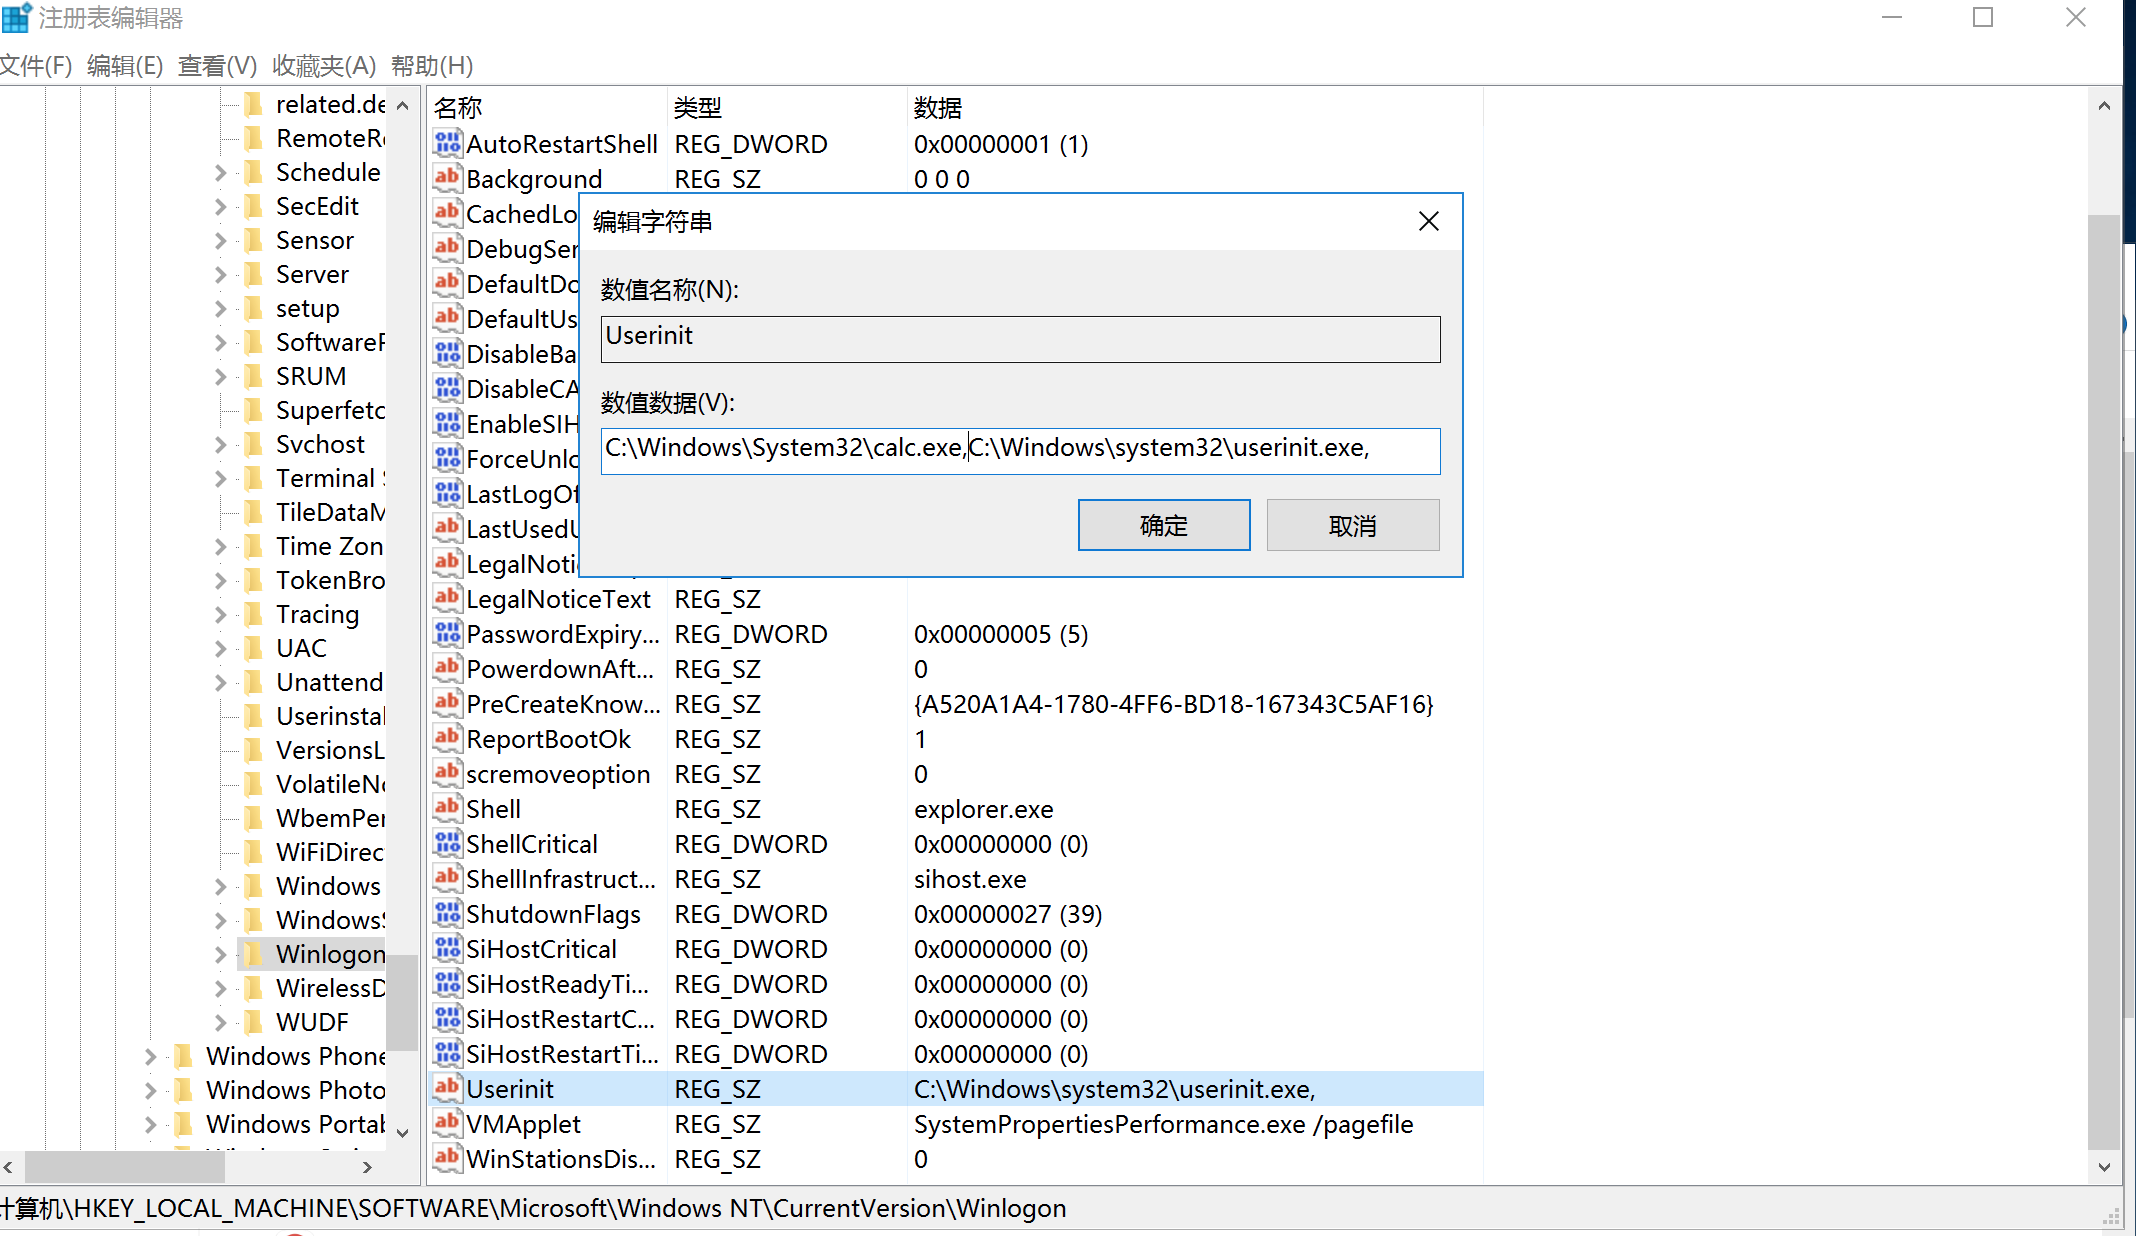 注册表编辑器
文件(F) 编辑(E) 查看(V) 收藏夹(A) 帮助(H)
related.de
RemoteRe
Schedule
SecEdit
Sensor
Server
setup
SoftwareP
SRUM
Superfetc
Svchost
Terminal S
TileDataM
Time Zon
TokenBro
Tracing
UAC
Unattend
Userinstal
VersionsL
VolatileNo
WbemPer
WiFiDirec
Windows
WindowsS
Winlogon
WirelessD
WUDF
Windows Phone
Windows Photo
Windows Portab
名称 类型 数据
AutoRestartShell REG_DWORD 0x00000001 (1)
Background REG_SZ 0 0 0
CachedLo
DebugSer
DefaultDo
DefaultUs
DisableBa
DisableCA
EnableSIH
ForceUnlo
LastLogOf
LastUsedU
LegalNoti
LegalNoticeText REG_SZ
PasswordExpiry... REG_DWORD 0x00000005 (5)
PowerdownAft... REG_SZ 0
PreCreateKnow... REG_SZ {A520A1A4-1780-4FF6-BD18-167343C5AF16}
ReportBootOk REG_SZ 1
scremoveoption REG_SZ 0
Shell REG_SZ explorer.exe
ShellCritical REG_DWORD 0x00000000 (0)
ShellInfrastruct... REG_SZ sihost.exe
ShutdownFlags REG_DWORD 0x00000027 (39)
SiHostCritical REG_DWORD 0x00000000 (0)
SiHostReadyTi... REG_DWORD 0x00000000 (0)
SiHostRestartC... REG_DWORD 0x00000000 (0)
SiHostRestartTi... REG_DWORD 0x00000000 (0)
Userinit REG_SZ C:\Windows\system32\userinit.exe,
VMApplet REG_SZ SystemPropertiesPerformance.exe /pagefile
WinStationsDis... REG_SZ 0
编辑字符串
数值名称(N):
Userinit
数值数据(V):
C:\Windows\System32\calc.exe,C:\Windows\system32\userinit.exe,
确定 取消
计算机\HKEY_LOCAL_MACHINE\SOFTWARE\Microsoft\Windows NT\CurrentVersion\Winlogon